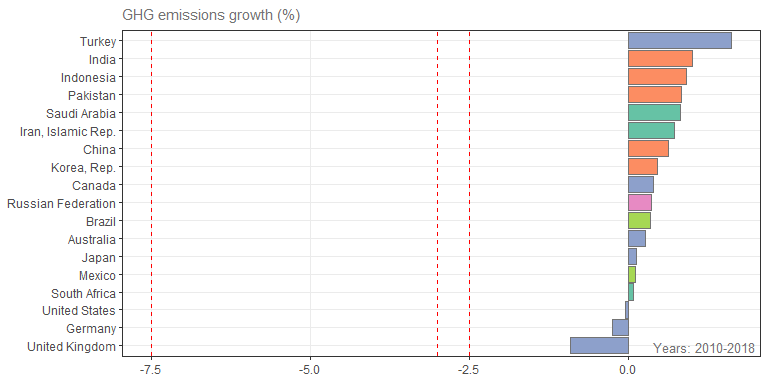 GHG emissions growth (%)
Turkey
India
Indonesia
Pakistan
Saudi Arabia
Iran, Islamic Rep.
China
Korea, Rep.
Canada
Russian Federation
Brazil
Australia
Japan
Mexico
South Africa
United States
Germany
United Kingdom
Years: 2010-2018
-7.5 -5.0 -2.5 0.0